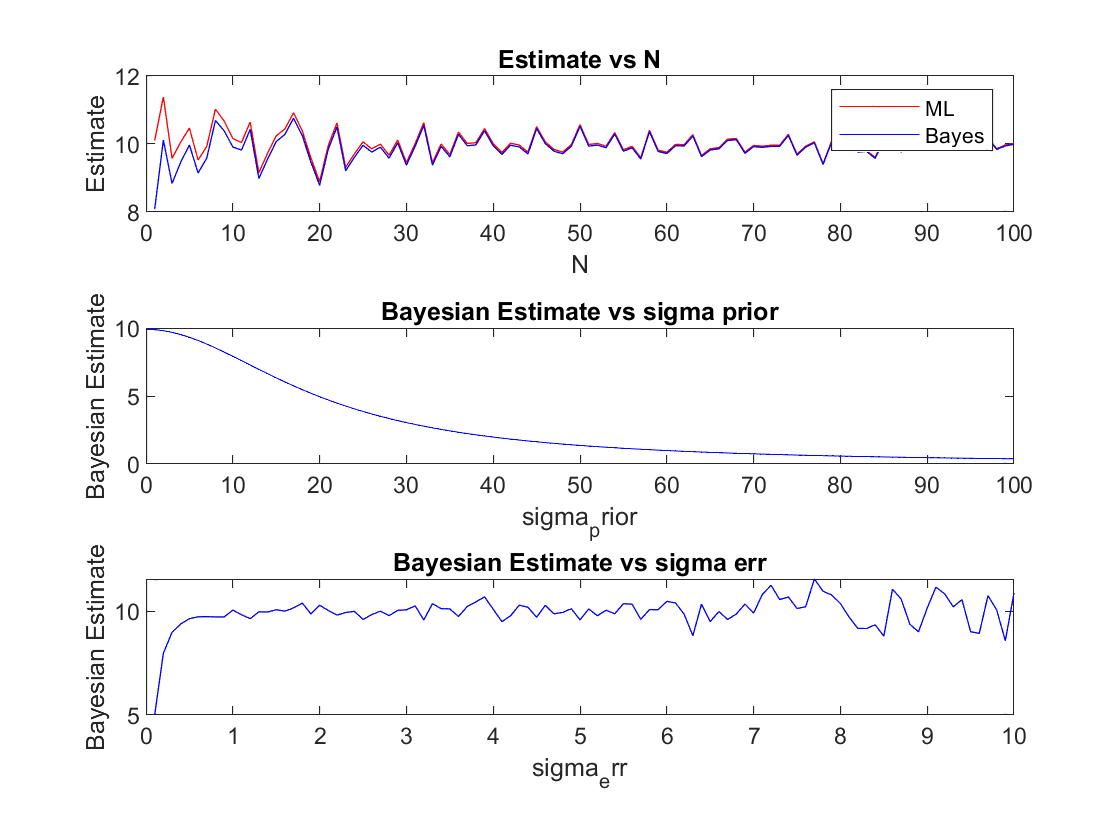 Estimate vs N
Estimate
12
10
8
ML
Bayes
0 10 20 30 40 50 60 70 80 90 100
N
Bayesian Estimate vs sigma prior
Bayesian Estimate
10
5
0
0 10 20 30 40 50 60 70 80 90 100
sigma_prior
Bayesian Estimate vs sigma err
Bayesian Estimate
10
5
0 1 2 3 4 5 6 7 8 9 10
sigma_err